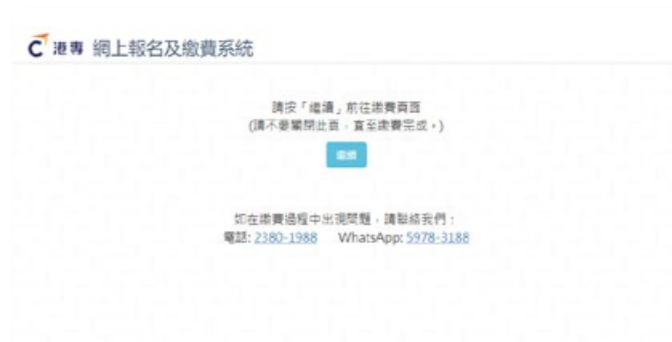 港專 網上報名及繳費系統
請按「繼續」前往繳費頁面
(請不要關閉此頁，直至繳費完成。)
繼續
如在繳費過程中出現問題，請聯絡我們：
電話: 2380-1988 WhatsApp: 5978-3188